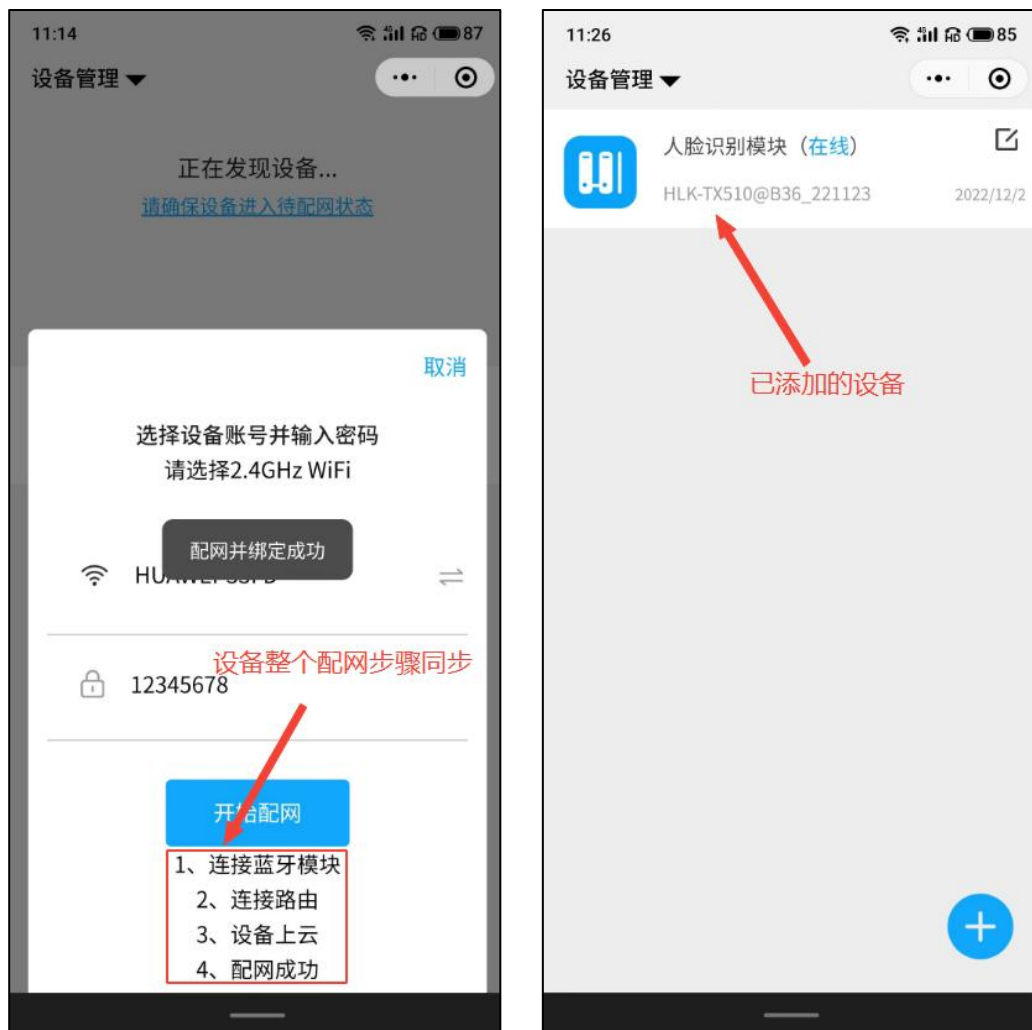 11:14
87
设备管理
正在发现设备...
请确保设备进入待配网状态
取消
选择设备账号并输入密码
请选择2.4GHz WiFi
配网并绑定成功
设备整个配网步骤同步
12345678
开始配网
1、连接蓝牙模块
2、连接路由
3、设备上云
4、配网成功
11:26
85
设备管理
人脸识别模块（在线）
HLK-TX510@B36_221123
2022/12/2
已添加的设备